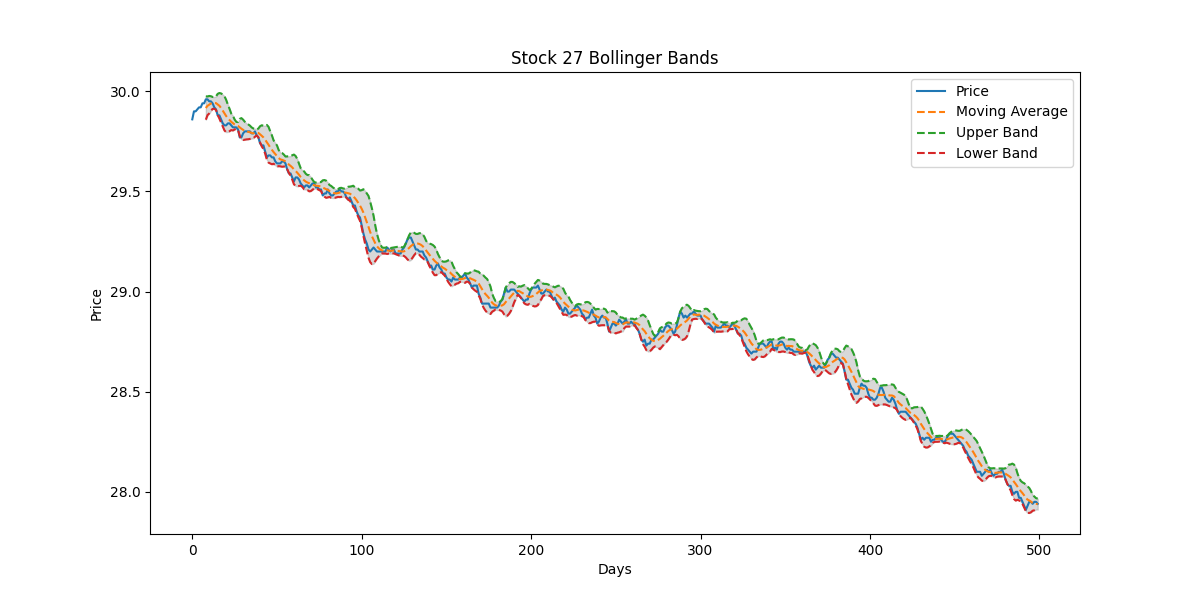 Stock 27 Bollinger Bands
Price
Moving Average
Upper Band
Lower Band
30.0
29.5
29.0
28.5
28.0
Price
0
100
200
300
400
500
Days